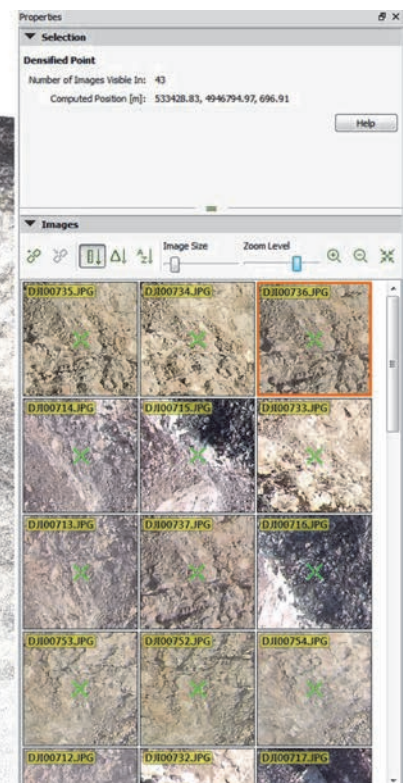 Properties
Selection
Densified Point
Number of Images Visible In: 43
Computed Position [m]: 533428.83, 4946794.97, 696.91
Help
Images
Image Size Zoom Level
DJI00735.JPG DJI00734.JPG DJI00736.JPG
DJI00714.JPG DJI00715.JPG DJI00733.JPG
DJI00713.JPG DJI00737.JPG DJI00716.JPG
DJI00753.JPG DJI00752.JPG DJI00754.JPG
DJI00712.JPG DJI00732.JPG DJI00717.JPG